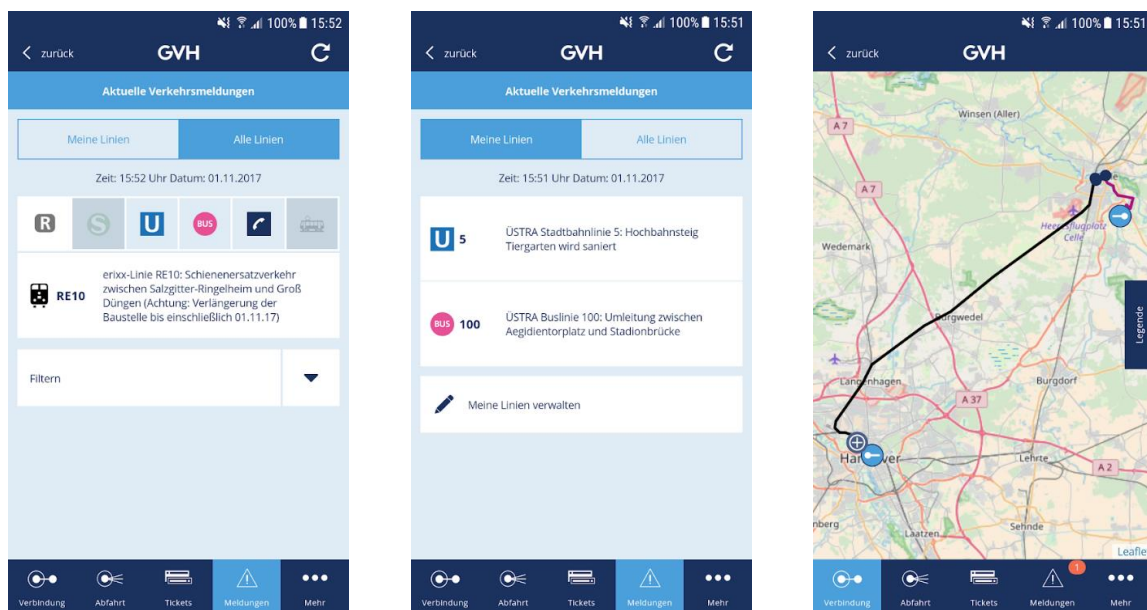 100% 15:52
zurück GVH
Aktuelle Verkehrsmeldungen
Meine Linien Alle Linien
Zeit: 15:52 Uhr Datum: 01.11.2017
R S U BUS
RE10
erixx-Linie RE10: Schienenersatzverkehr
zwischen Salzgitter-Ringelheim und Groß
Düngen (Achtung: Verlängerung der
Baustelle bis einschließlich 01.11.17)
Filtern
Verbindung Abfahrt Tickets Meldungen Mehr
100% 15:51
zurück GVH
Aktuelle Verkehrsmeldungen
Meine Linien Alle Linien
Zeit: 15:51 Uhr Datum: 01.11.2017
U 5
ÜSTRA Stadtbahnlinie 5: Hochbahnsteig
Tiergarten wird saniert
BUS 100
ÜSTRA Buslinie 100: Umleitung zwischen
Aegidientorplatz und Stadionbrücke
Meine Linien verwalten
Verbindung Abfahrt Tickets Meldungen Mehr
100% 15:51
zurück GVH
Winsen (Aller)
A 7
A 7
Heeresflugplatz
Celle
Wedemark
Legende
Burgwedel
Langenhagen
Burgdorf
A 37
Hannover
Lehrte
A 2
Sehnde
Laatzen
Leafle
1
Verbindung Abfahrt Tickets Meldungen Mehr